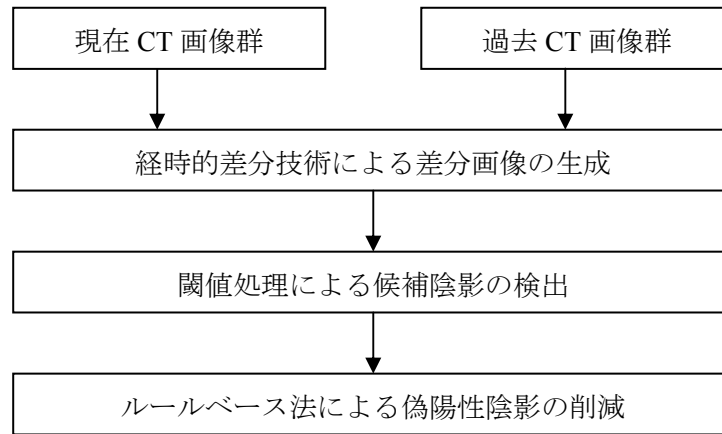 現在 CT 画像群
過去 CT 画像群
経時的差分技術による差分画像の生成
閾値処理による候補陰影の検出
ルールベース法による偽陽性陰影の削減